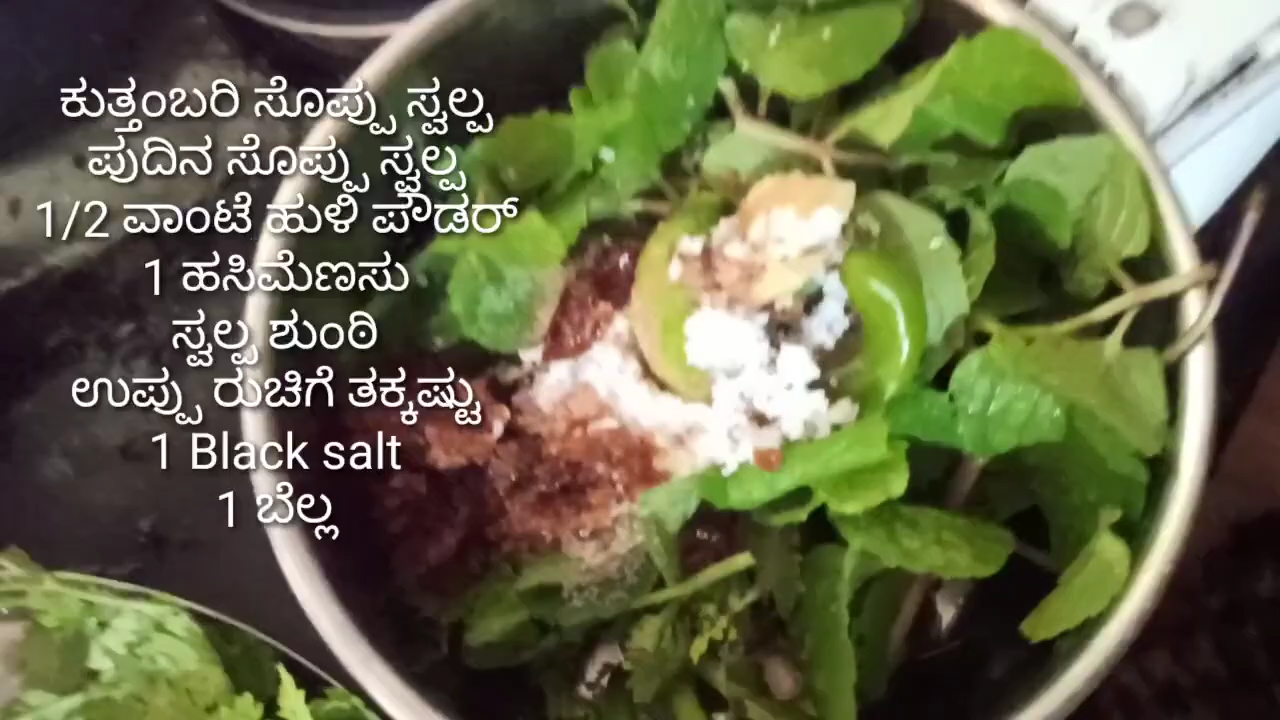 ಕುತ್ತಂಬರಿ ಸೊಪ್ಪು ಸ್ವಲ್ಪ
ಪುದಿನ ಸೊಪ್ಪು ಸ್ವಲ್ಪ
1/2 ವಾಂಟೆ ಹುಳಿ ಪೌಡರ್
1 ಹಸಿಮೆಣಸು
ಸ್ವಲ್ಪ ಶುಂಠಿ
ಉಪ್ಪು ರುಚಿಗೆ ತಕ್ಕಷ್ಟು
1 Black salt
1 ಬೆಲ್ಲ